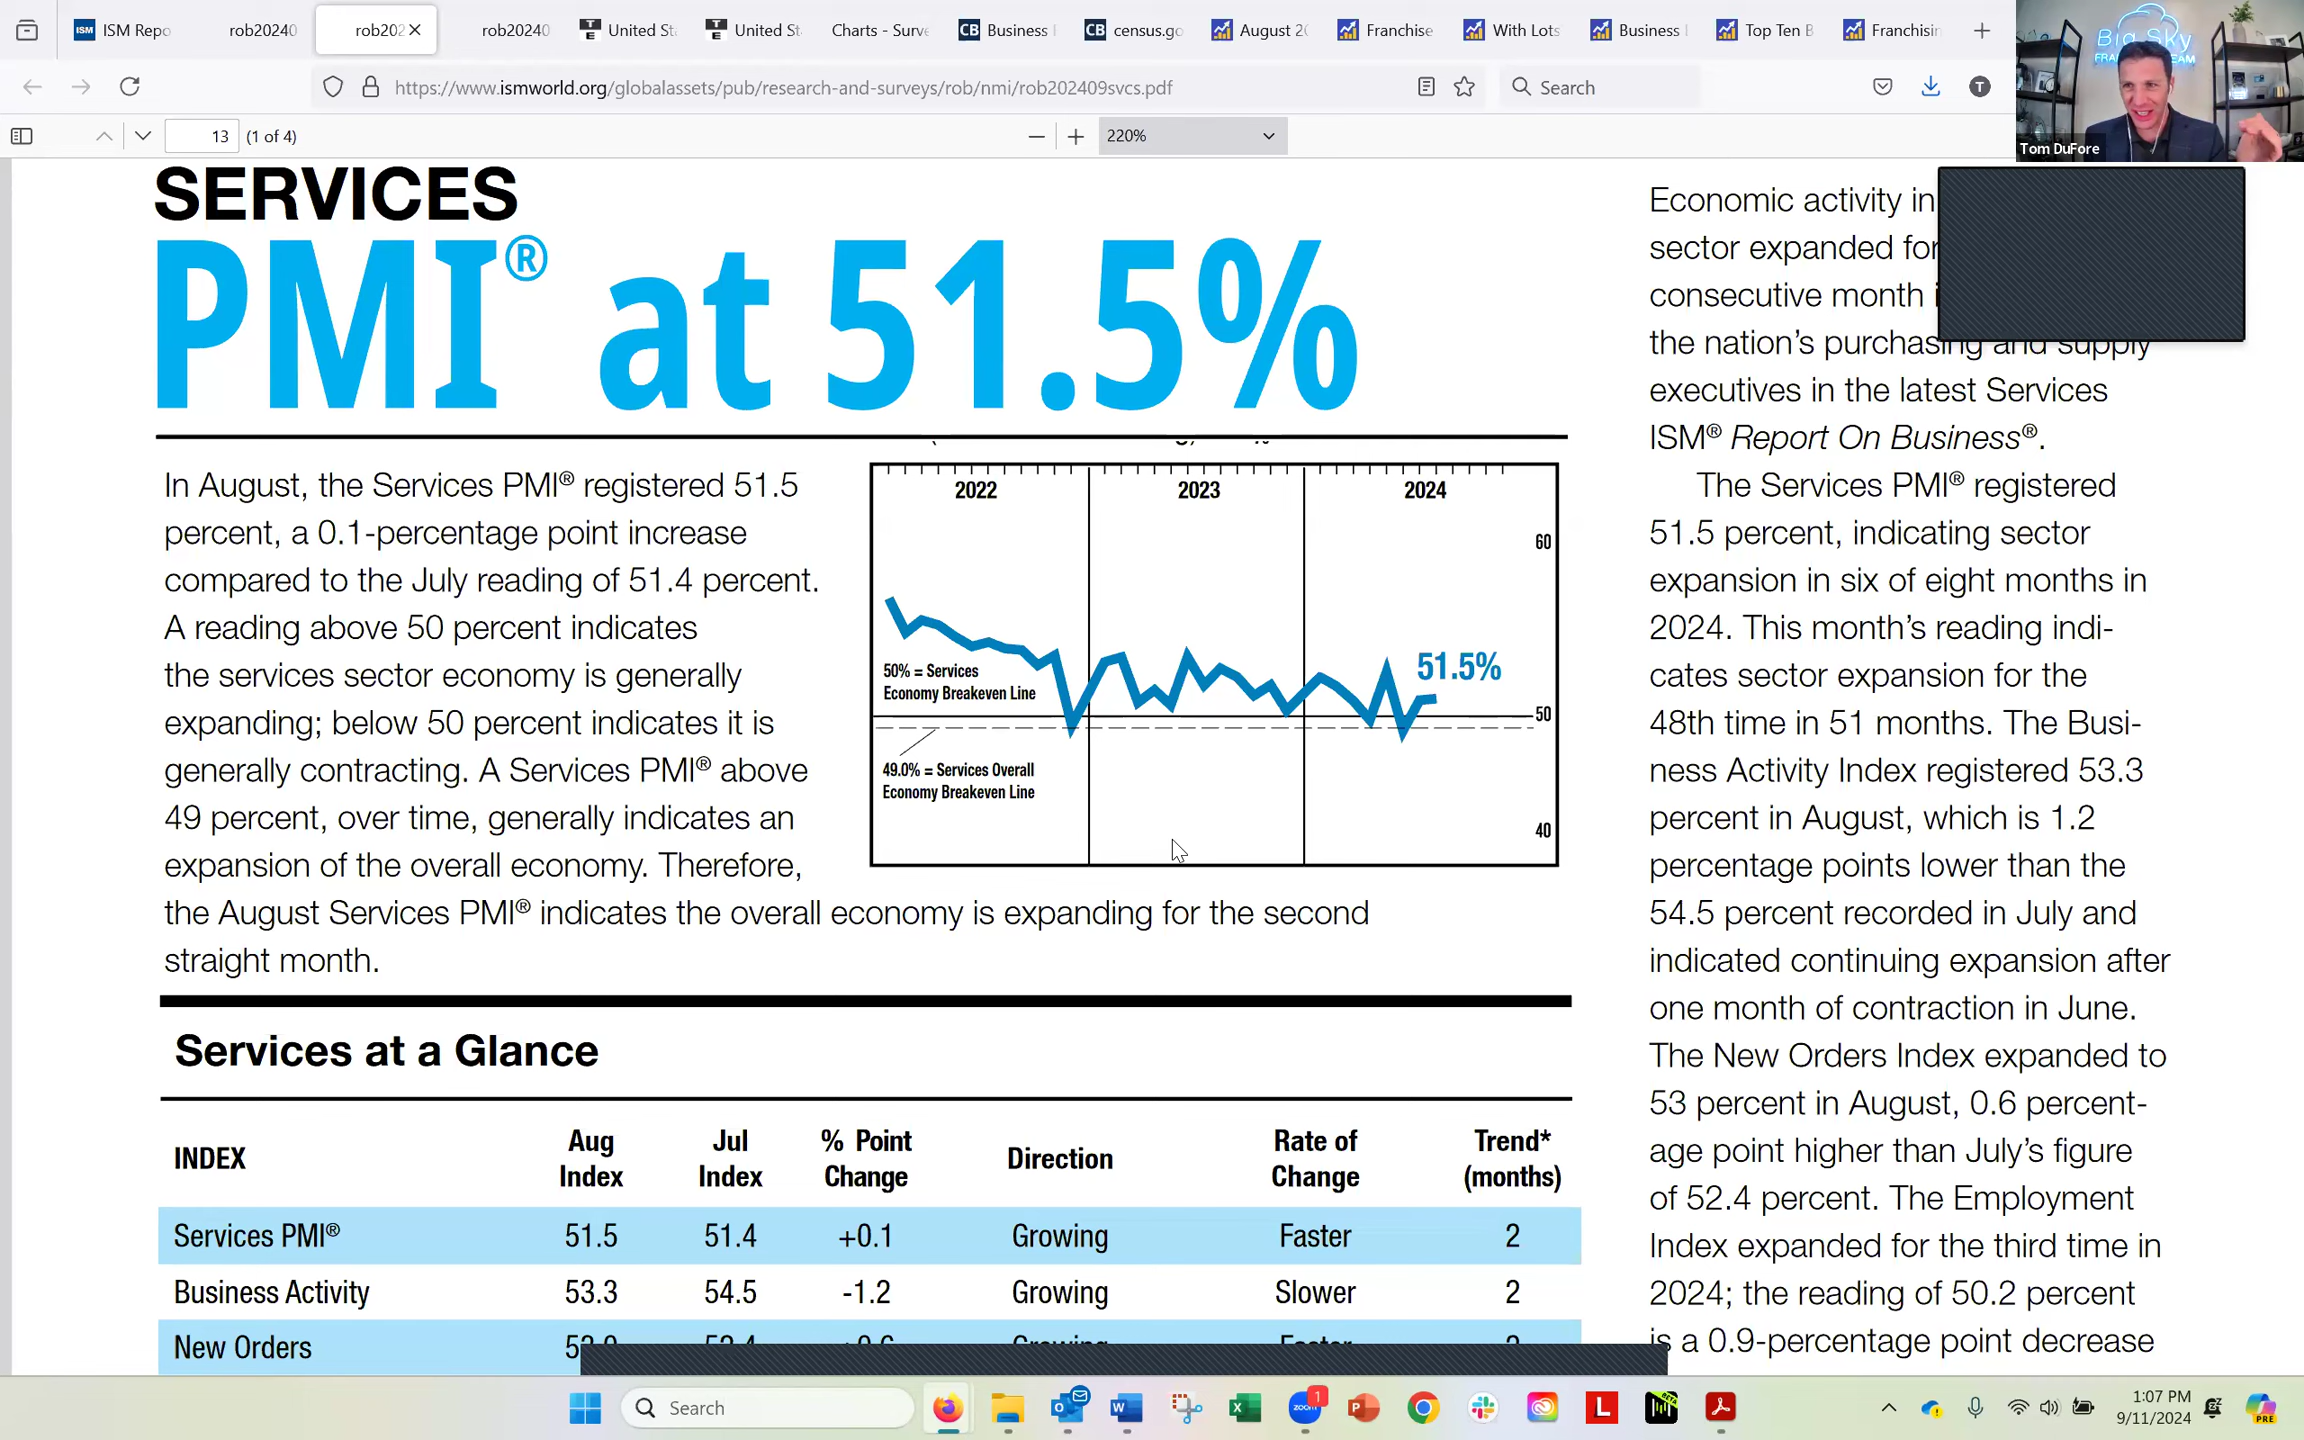 ISM Repo
rob20240
rob202
rob20240
United St
United St
Charts - Surve
CB Business
CB census.go
August 20
Franchise
With Lots
Business
Top Ten B
Franchisin
https://www.ismworld.org/globalassets/pub/research-and-surveys/rob/nmi/rob202409svcs.pdf
Search
T
13 (1 of 4)
220%
Big Sky
Tom DuFore
SERVICES
PMI® at 51.5%
In August, the Services PMI® registered 51.5
percent, a 0.1-percentage point increase
compared to the July reading of 51.4 percent.
A reading above 50 percent indicates
the services sector economy is generally
expanding; below 50 percent indicates it is
generally contracting. A Services PMI® above
49 percent, over time, generally indicates an
expansion of the overall economy. Therefore,
the August Services PMI® indicates the overall economy is expanding for the second
straight month.
2022 2023 2024
60
51.5%
50% = Services
Economy Breakeven Line
50
49.0% = Services Overall
Economy Breakeven Line
40
Services at a Glance
INDEX
Aug
Index
Jul
Index
% Point
Change
Direction
Rate of
Change
Trend*
(months)
Services PMI® 51.5 51.4 +0.1 Growing Faster 2
Business Activity 53.3 54.5 -1.2 Growing Slower 2
New Orders
Economic activity in
sector expanded for
consecutive month
the nation's purchasing and supply
executives in the latest Services
ISM® Report On Business®.
The Services PMI® registered
51.5 percent, indicating sector
expansion in six of eight months in
2024. This month's reading indi-
cates sector expansion for the
48th time in 51 months. The Busi-
ness Activity Index registered 53.3
percent in August, which is 1.2
percentage points lower than the
54.5 percent recorded in July and
indicated continuing expansion after
one month of contraction in June.
The New Orders Index expanded to
53 percent in August, 0.6 percent-
age point higher than July's figure
of 52.4 percent. The Employment
Index expanded for the third time in
2024; the reading of 50.2 percent
is a 0.9-percentage point decrease
Search
zoom
1
L
1:07 PM
9/11/2024
PRE